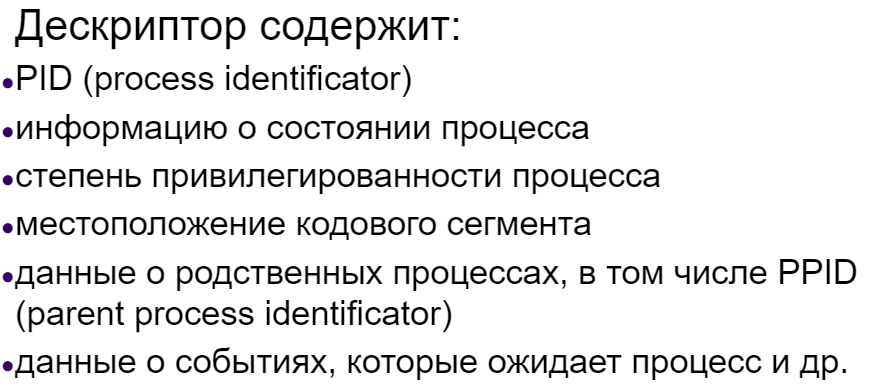 Дескриптор содержит:
•PID (process identificator)
•информацию о состоянии процесса
•степень привилегированности процесса
•местоположение кодового сегмента
•данные о родственных процессах, в том числе PPID
(parent process identificator)
•данные о событиях, которые ожидает процесс и др.